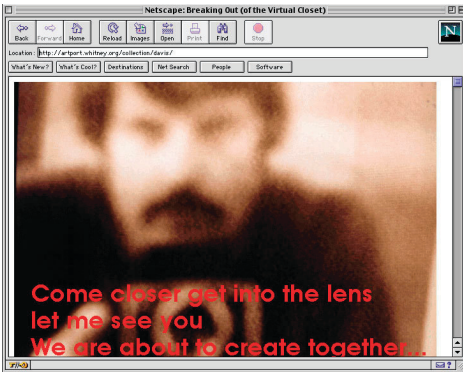 Netscape: Breaking Out (of the Virtual Closet)
Back Forward Home Reload Images Open Print Find Stop
N
Location: http://artport.whitney.org/collection/davis/
What's New? What's Cool? Destinations Net Search People Software
Come closer get into the lens
let me see you
We are about to create together...
?